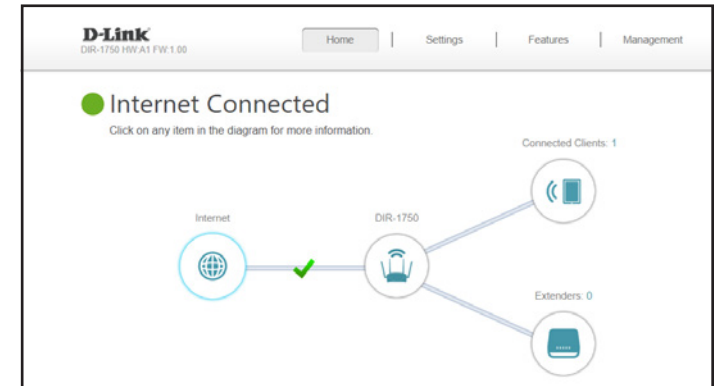 D-Link
DIR-1750 HW:A1 FW:1.00
Home | Settings | Features | Management
Internet Connected
Click on any item in the diagram for more information.
Connected Clients: 1
Internet
DIR-1750
Extenders: 0